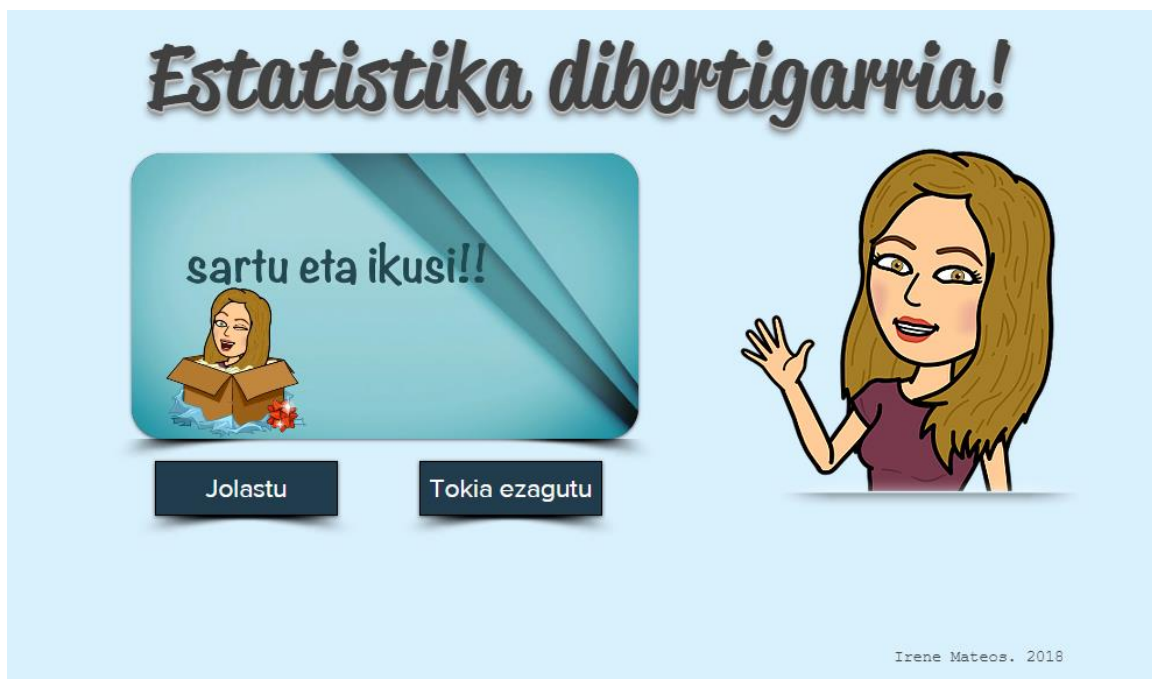 Estatistika dibertigarria!
sartu eta ikusi!!
Jolastu
Tokia ezagutu
Irene Mateos. 2018